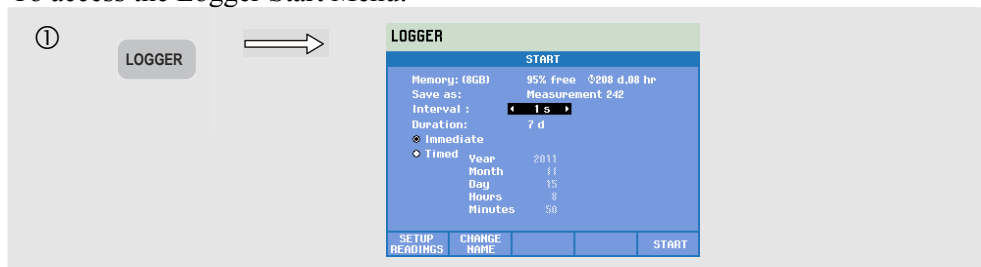 To access the Logger Start Menu:
①
LOGGER
LOGGER
START
Memory: (8GB) 95% free 208 d,08 hr
Save as: Measurement 242
Interval : 1 s
Duration: 7 d
Immediate
Timed
Year 2011
Month 11
Day 15
Hours 8
Minutes 50
SETUP READINGS
CHANGE NAME
START